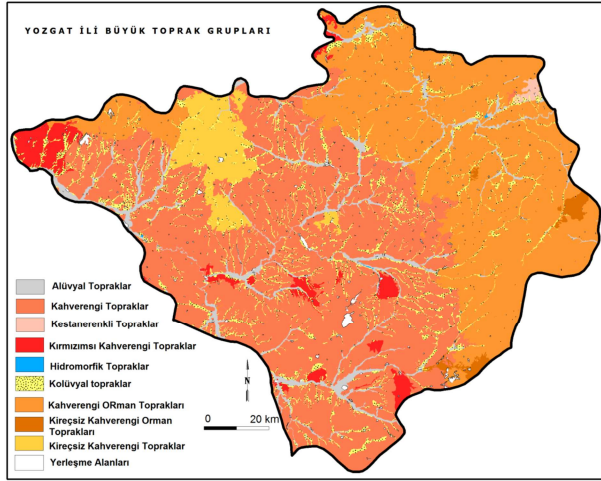 YOZGAT İLİ BÜYÜK TOPRAK GRUPLARI
Alüvyal Topraklar
Kahverengi Topraklar
Kestanerenkli Topraklar
Kırmızımsı Kahverengi Topraklar
Hidromorfik Topraklar
Kolüvyal topraklar
Kahverengi ORman Toprakları
Kireçsiz Kahverengi Orman
Toprakları
Kireçsiz Kahverengi Topraklar
Yerleşme Alanları
N
0 20 km